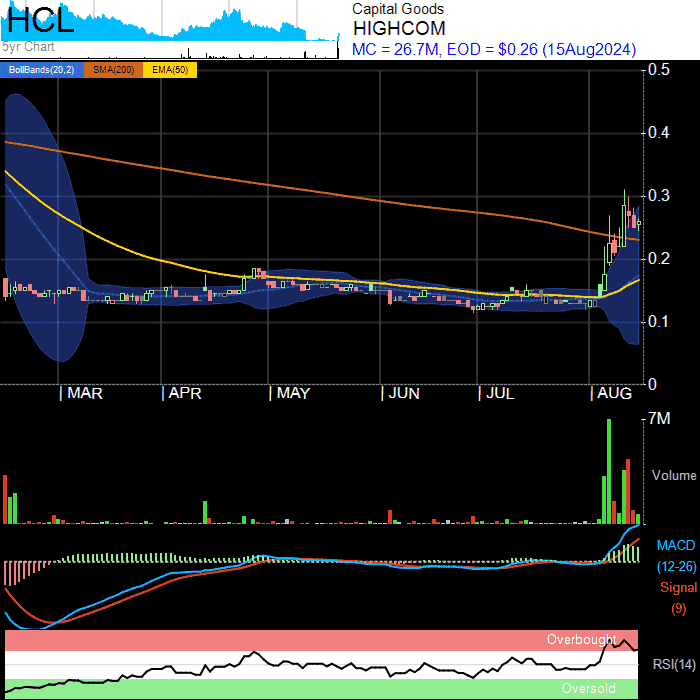 HCL
5yr Chart
Capital Goods
HIGHCOM
MC = 26.7M, EOD = $0.26 (15Aug2024)
BollBands(20,2) SMA(200) EMA(50)
0.5
0.4
0.3
0.2
0.1
0
MAR APR MAY JUN JUL AUG
7M
Volume
MACD
(12-26)
Signal
(9)
Overbought
RSI(14)
Oversold